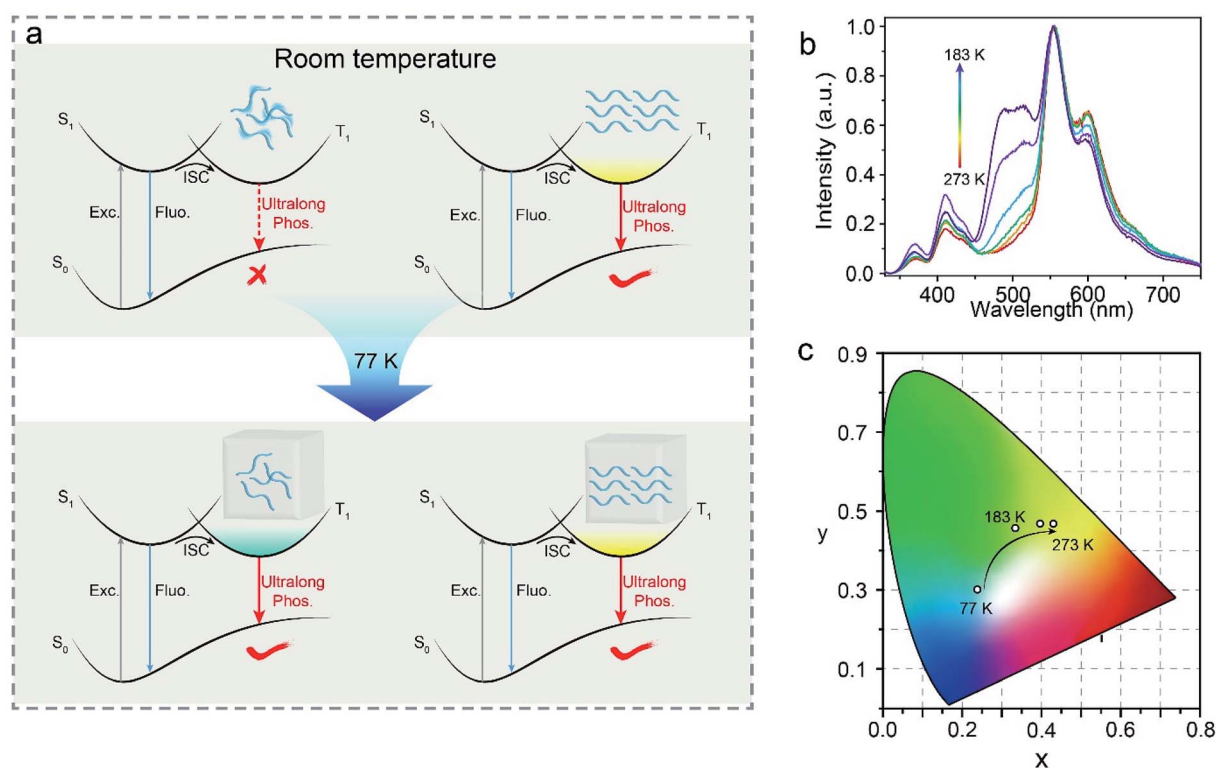 a
Room temperature
S1
T1
ISC
Exc.
Fluo.
Ultralong
Phos.
S0
S1
T1
ISC
Exc.
Fluo.
Ultralong
Phos.
S0
77 K
S1
T1
ISC
Exc.
Fluo.
Ultralong
Phos.
S0
S1
T1
ISC
Exc.
Fluo.
Ultralong
Phos.
S0
b
1.0
0.8
0.6
0.4
0.2
0.0
Intensity (a.u.)
183 K
273 K
400 500 600 700
Wavelength (nm)
c
0.9
0.7
0.5
0.3
0.1
y
183 K
273 K
77 K
0.0 0.2 0.4 0.6 0.8
x